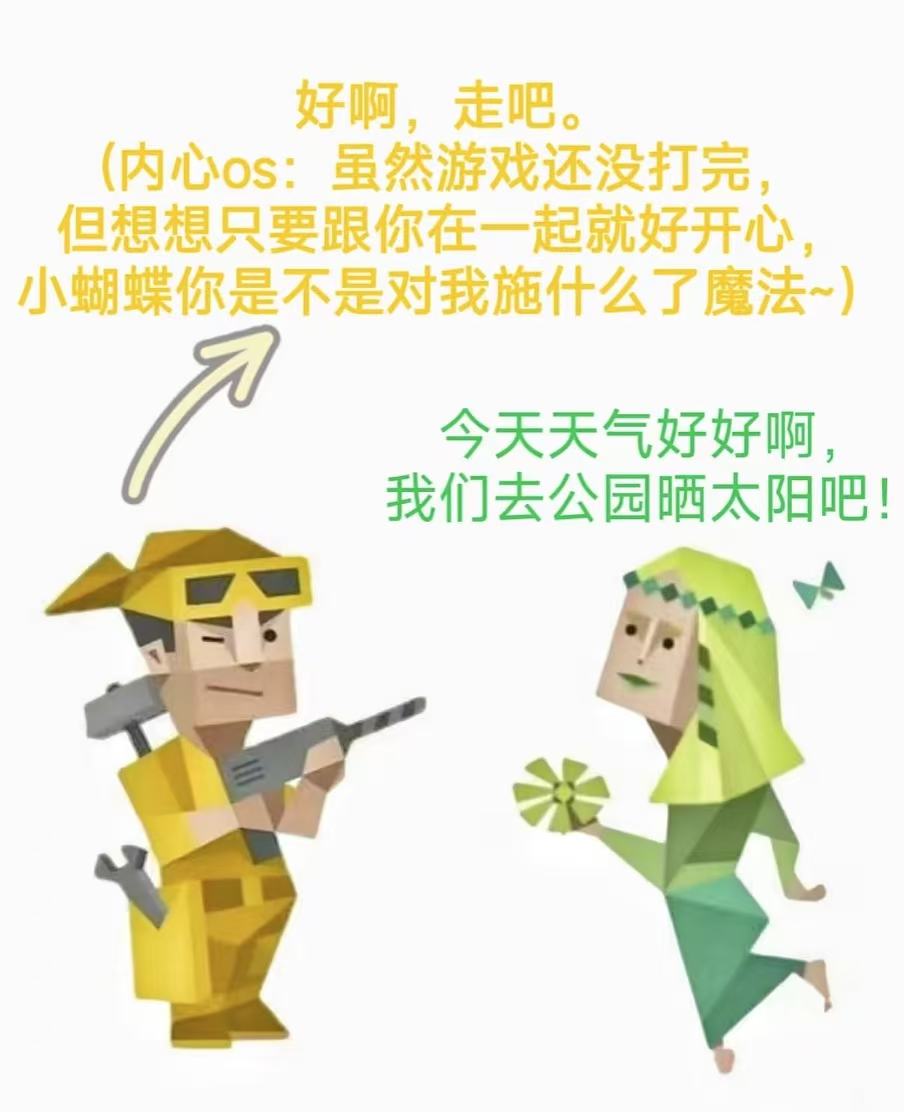 好啊，走吧。
(内心os：虽然游戏还没打完，
但想想只要跟你在一起就好开心，
小蝴蝶你是不是对我施什么了魔法~)
今天天气好好啊，
我们去公园晒太阳吧！